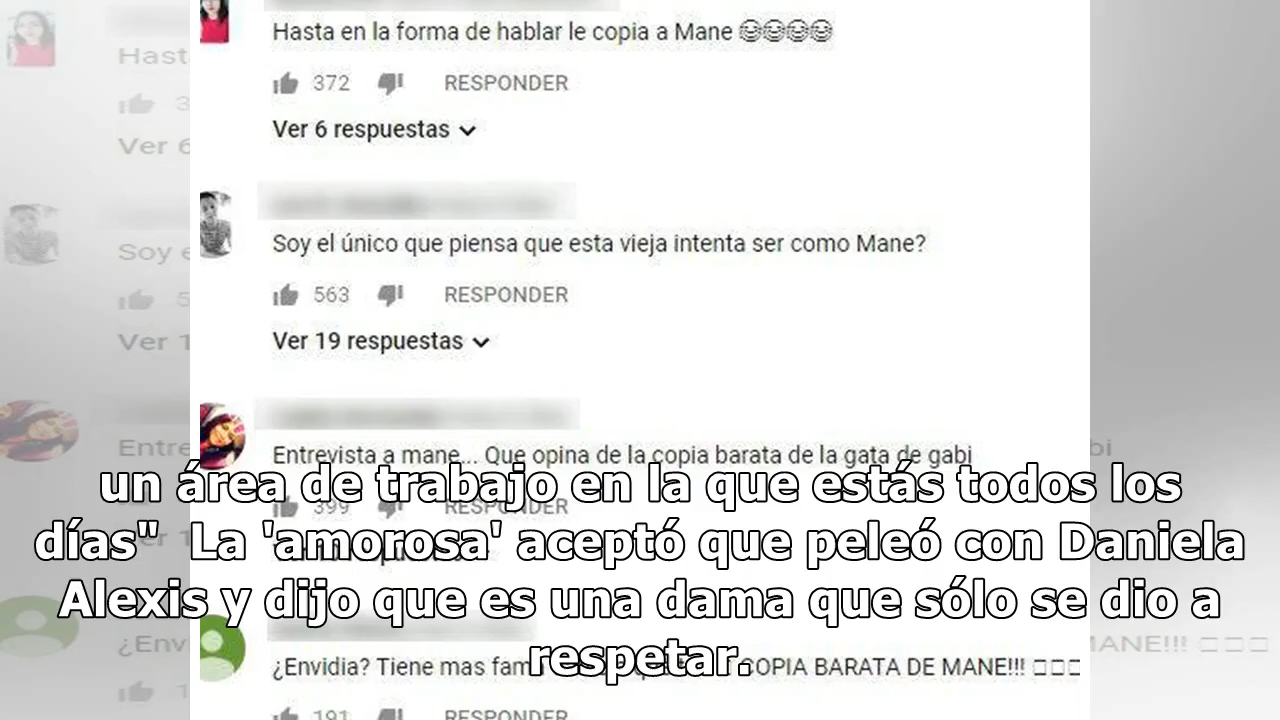 Hasta en la forma de hablar le copia a Mane 😂😂😂😂
372 RESPONDER
Ver 6 respuestas
Soy el único que piensa que esta vieja intenta ser como Mane?
563 RESPONDER
Ver 19 respuestas
Entrevista a mane... Que opina de la copia barata de la gata de gabi
399 RESPONDER
¿Envidia? Tiene mas COPIA BARATA DE MANE!!! □□□
191 RESPONDER
un área de trabajo en la que estás todos los
días" La 'amorosa' aceptó que peleó con Daniela
Alexis y dijo que es una dama que sólo se dio a
respetar.